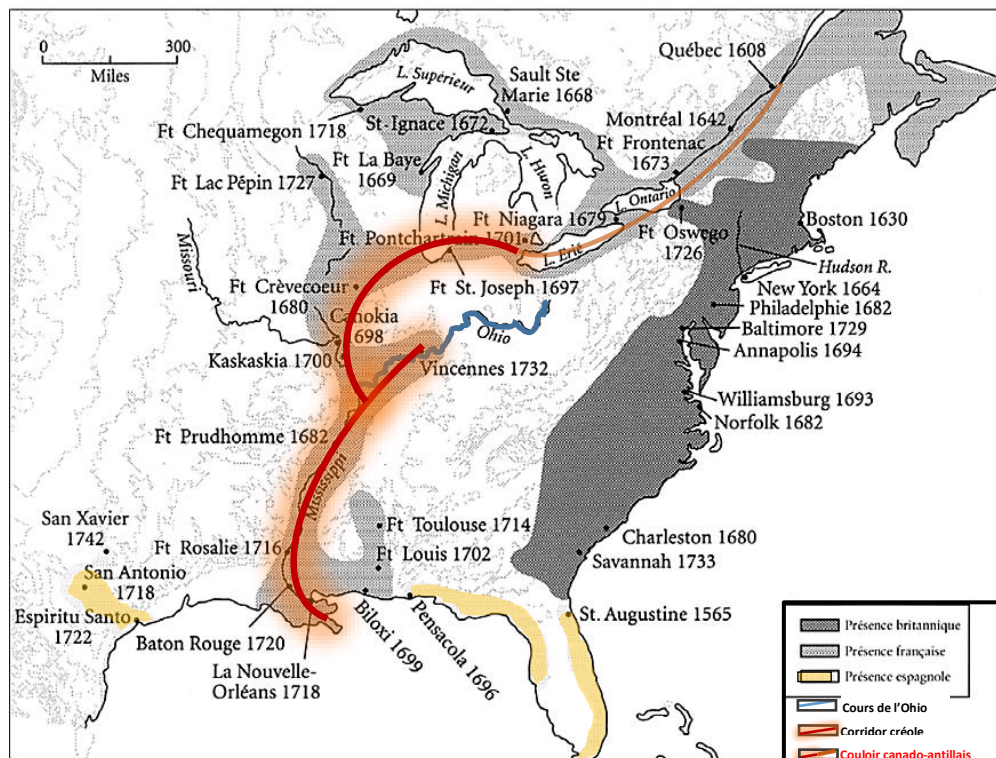 0
300
Miles
Québec 1608
L. Supérieur
Sault Ste
Marie 1668
Montréal 1642
Ft Chequamegon 1718
St-Ignace 1672
Ft Frontenac
1673
Ft La Baye
1669
Ft Lac Pépin 1727
L. Michigan
L. Huron
L. Ontario
Ft Niagara 1679
Boston 1630
Ft Oswego
1726
Ft. Pontchartrain 1701
L. Erié
Missouri
Hudson R.
New York 1664
Ft St. Joseph 1697
Ft Crèvecoeur
1680
Philadelphie 1682
Baltimore 1729
Annapolis 1694
Cahokia
1698
Ohio
Kaskaskia 1700
Vincennes 1732
Williamsburg 1693
Norfolk 1682
Ft Prudhomme 1682
Mississippi
San Xavier
1742
Ft Toulouse 1714
Charleston 1680
Ft Rosalie 1716
Ft Louis 1702
Savannah 1733
San Antonio
1718
Espiritu Santo
1722
St. Augustine 1565
Baton Rouge 1720
Biloxi 1699
Pensacola 1696
La Nouvelle-
Orléans 1718
Présence britannique
Présence française
Présence espagnole
Cours de l'Ohio
Corridor créole
Couloir canado-antillais